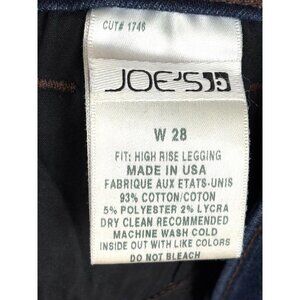 CUT# 1746
JOE'S
W 28
FIT: HIGH RISE LEGGING
MADE IN USA
FABRIQUE AUX ETATS-UNIS
93% COTTON/COTON
5% POLYESTER 2% LYCRA
DRY CLEAN RECOMMENDED
MACHINE WASH COLD
INSIDE OUT WITH LIKE COLORS
DO NOT BLEACH